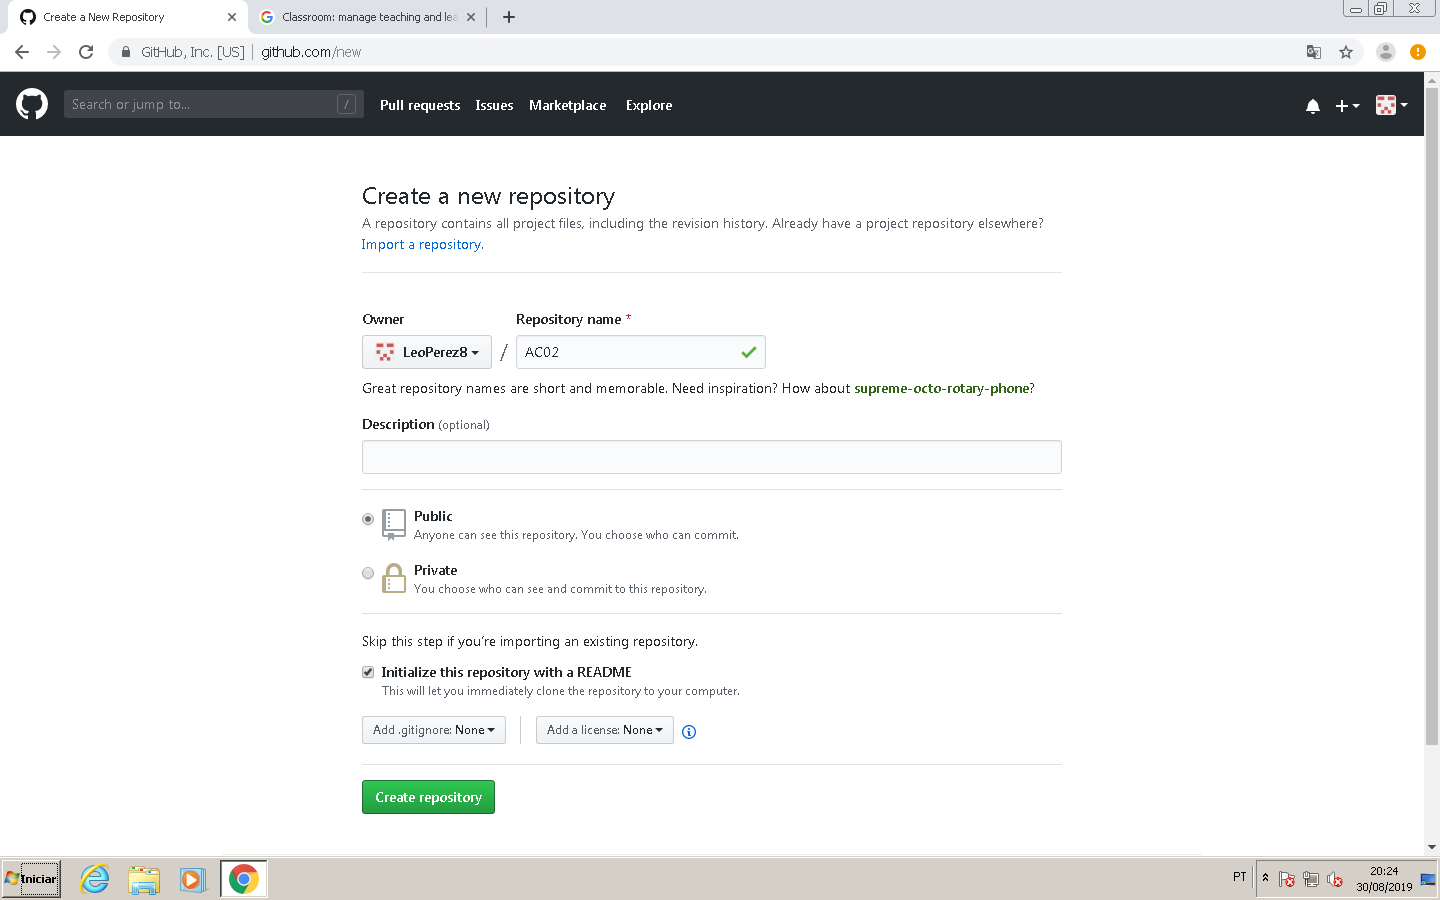 Create a New Repository
Classroom: manage teaching and lea
GitHub, Inc. [US] | github.com/new
Search or jump to...
/
Pull requests Issues Marketplace Explore
Create a new repository
A repository contains all project files, including the revision history. Already have a project repository elsewhere?
Import a repository.
Owner Repository name *
LeoPerez8 / AC02
Great repository names are short and memorable. Need inspiration? How about supreme-octo-rotary-phone?
Description (optional)
Public
Anyone can see this repository. You choose who can commit.
Private
You choose who can see and commit to this repository.
Skip this step if you're importing an existing repository.
Initialize this repository with a README
This will let you immediately clone the repository to your computer.
Add .gitignore: None Add a license: None
Create repository
Iniciar
PT
20:24
30/08/2019